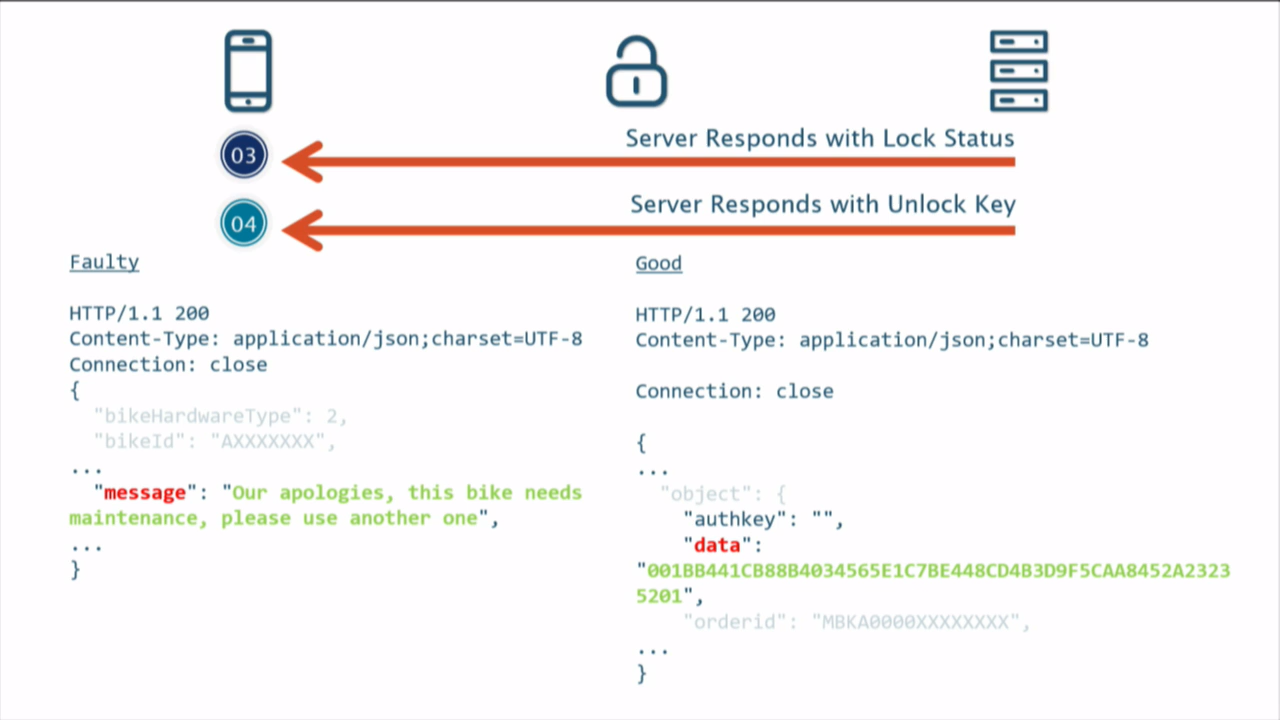 Server Responds with Lock Status
03
Server Responds with Unlock Key
04
Faulty
HTTP/1.1 200
Content-Type: application/json;charset=UTF-8
Connection: close
{
"bikeHardwareType": 2,
"bikeId": "AXXXXXXX",
...
"message": "Our apologies, this bike needs
maintenance, please use another one",
...
}
Good
HTTP/1.1 200
Content-Type: application/json;charset=UTF-8
Connection: close
{
...
"object": {
"authkey": "",
"data":
"001BB441CB88B4034565E1C7BE448CD4B3D9F5CAA8452A2323
5201",
"orderid": "MBKA0000XXXXXXXX",
...
}